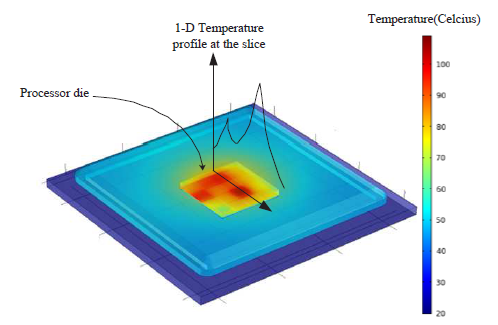 1-D Temperature
profile at the slice
Temperature(Celcius)
Processor die
100
90
80
70
60
50
40
30
20